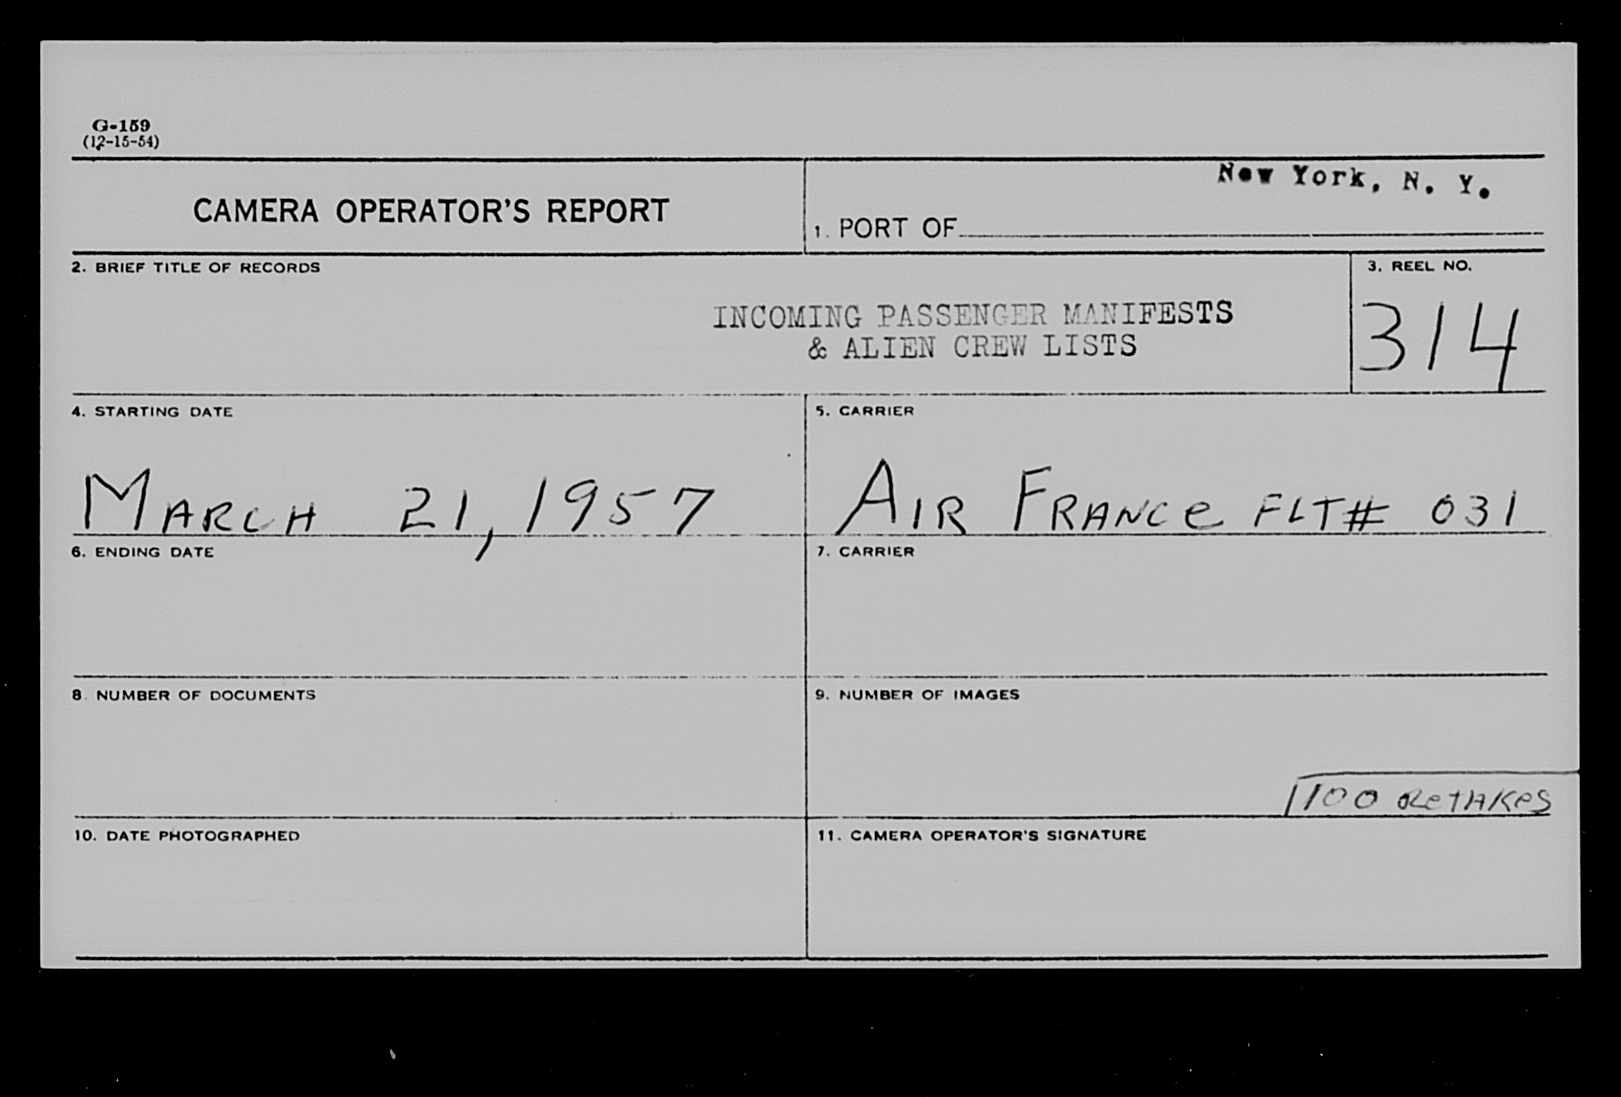 G-159
(12-15-54)
CAMERA OPERATOR'S REPORT
New York, N. Y.
1. PORT OF
2. BRIEF TITLE OF RECORDS
INCOMING PASSENGER MANIFESTS
& ALIEN CREW LISTS
3. REEL NO.
314
4. STARTING DATE
MARCH 21, 1957
5. CARRIER
AIR FRANCE FLT# 031
6. ENDING DATE
7. CARRIER
8. NUMBER OF DOCUMENTS
9. NUMBER OF IMAGES
100 RETAKES
10. DATE PHOTOGRAPHED
11. CAMERA OPERATOR'S SIGNATURE